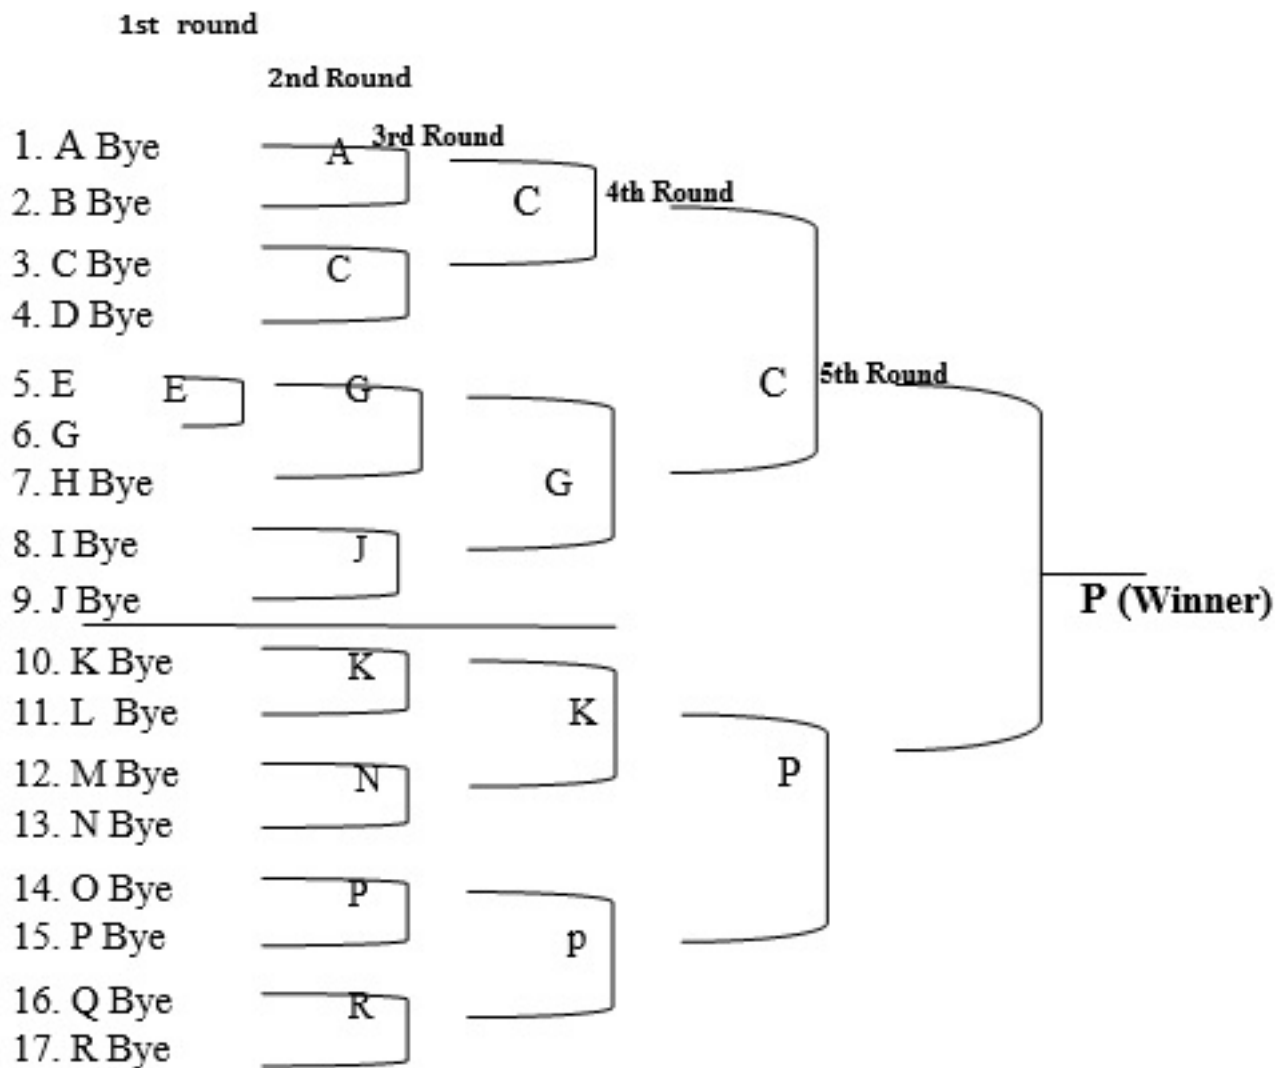 1st round
2nd Round
3rd Round
4th Round
5th Round
1. A Bye
A
2. B Bye
C
3. C Bye
C
4. D Bye
5. E
E
G
C
6. G
7. H Bye
G
8. I Bye
J
9. J Bye
P (Winner)
10. K Bye
K
11. L Bye
K
12. M Bye
N
P
13. N Bye
14. O Bye
P
15. P Bye
p
16. Q Bye
R
17. R Bye